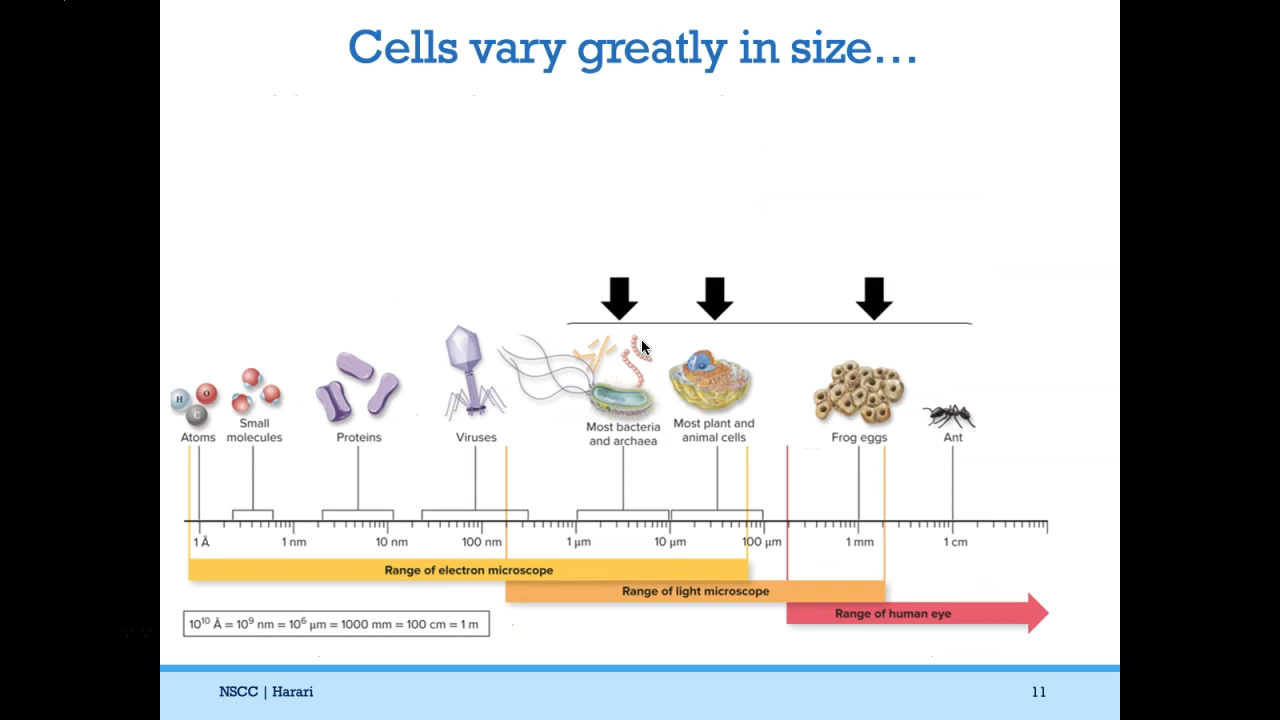 Cells vary greatly in size…
H
O
C
Atoms
Small
molecules
Proteins
Viruses
Most bacteria
and archaea
Most plant and
animal cells
Frog eggs
Ant
1 Å
1 nm
10 nm
100 nm
1 μm
10 μm
100 μm
1 mm
1 cm
Range of electron microscope
Range of light microscope
Range of human eye
10¹⁰ Å = 10⁹ nm = 10⁶ μm = 1000 mm = 100 cm = 1 m
NSCC | Harari
11